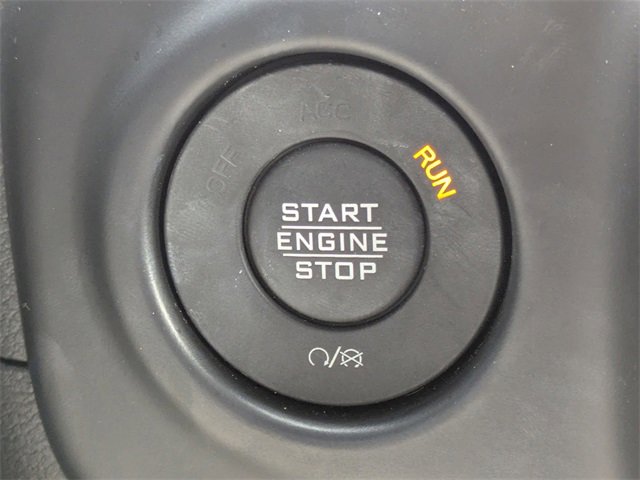 ACC
OFF
RUN
START
ENGINE
STOP